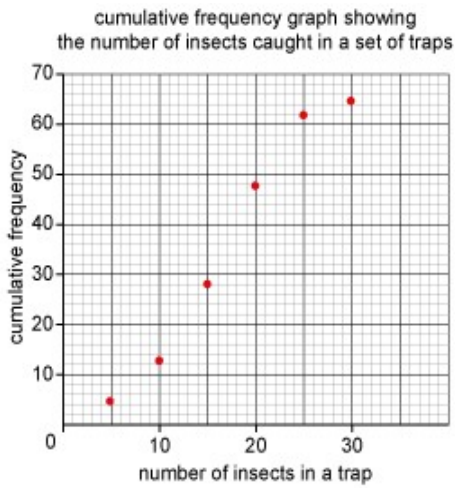 cumulative frequency graph showing
the number of insects caught in a set of traps
70
60
50
40
30
20
10
0
10
20
30
cumulative frequency
number of insects in a trap